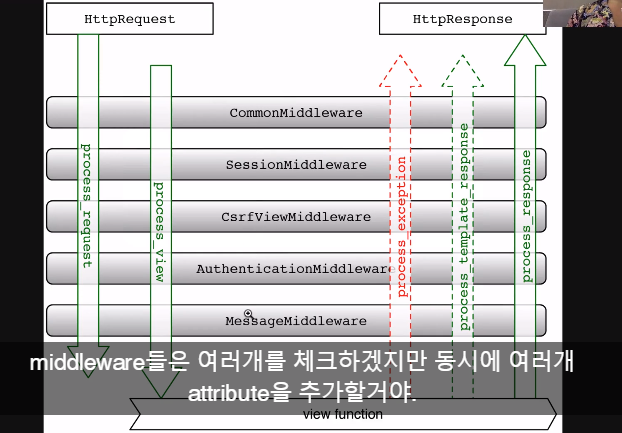 HttpRequest
HttpResponse
CommonMiddleware
SessionMiddleware
CsrfViewMiddleware
AuthenticationMiddleware
MessageMiddleware
process_request
process_view
process_exception
process_template_response
process_response
middleware들은 여러개를 체크하겠지만 동시에 여러개
attribute을 추가할거야.
view function